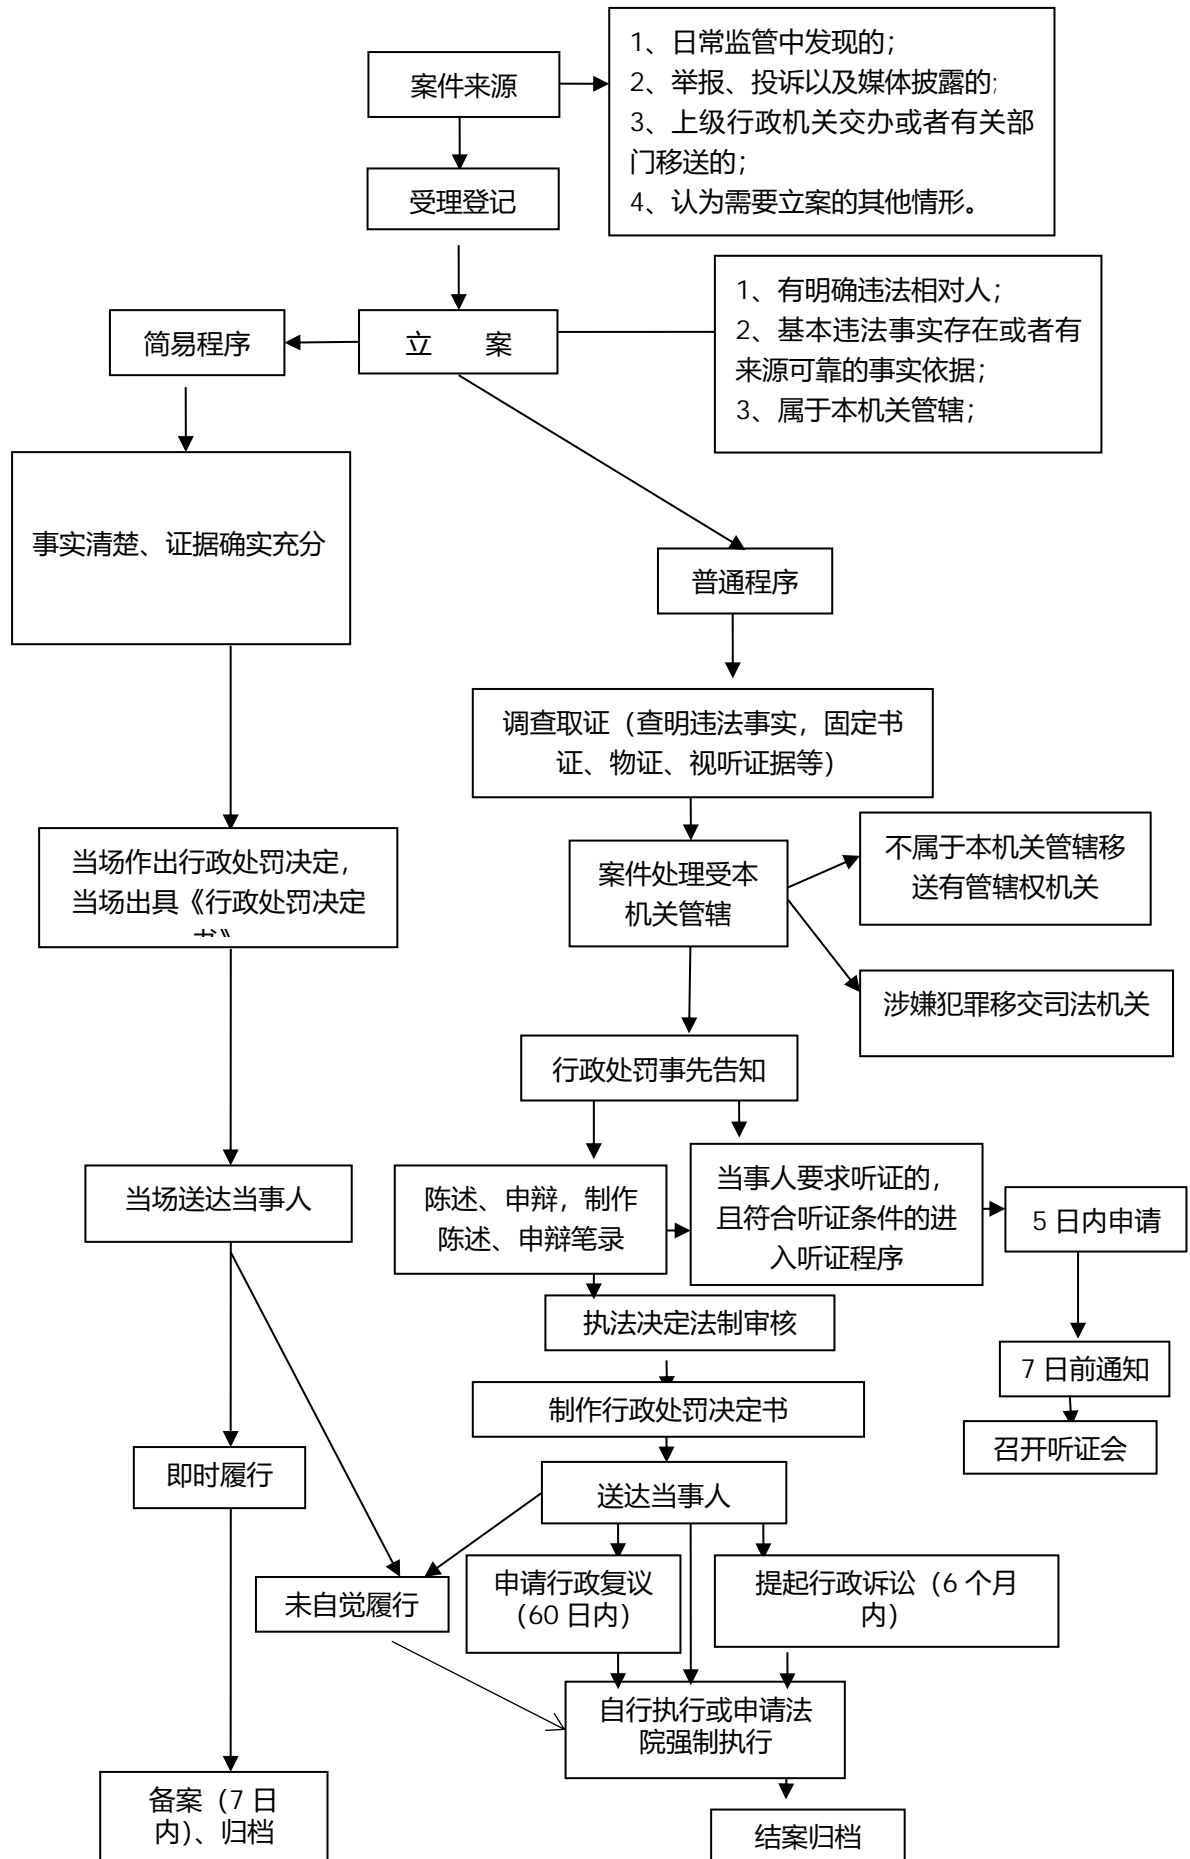 案件来源
1、日常监管中发现的；
2、举报、投诉以及媒体披露的;
3、上级行政机关交办或者有关部
门移送的；
4、认为需要立案的其他情形。
受理登记
1、有明确违法相对人；
2、基本违法事实存在或者有
来源可靠的事实依据；
3、属于本机关管辖；
简易程序
立 案
事实清楚、证据确实充分
普通程序
调查取证（查明违法事实，固定书
证、物证、视听证据等）
当场作出行政处罚决定，
当场出具《行政处罚决定
书》
案件处理受本
机关管辖
不属于本机关管辖移
送有管辖权机关
涉嫌犯罪移交司法机关
行政处罚事先告知
当场送达当事人
陈述、申辩，制作
陈述、申辩笔录
当事人要求听证的，
且符合听证条件的进
入听证程序
5 日内申请
执法决定法制审核
7 日前通知
制作行政处罚决定书
召开听证会
即时履行
送达当事人
未自觉履行
申请行政复议
（60 日内）
提起行政诉讼（6 个月
内）
自行执行或申请法
院强制执行
备案（7 日
内）、归档
结案归档